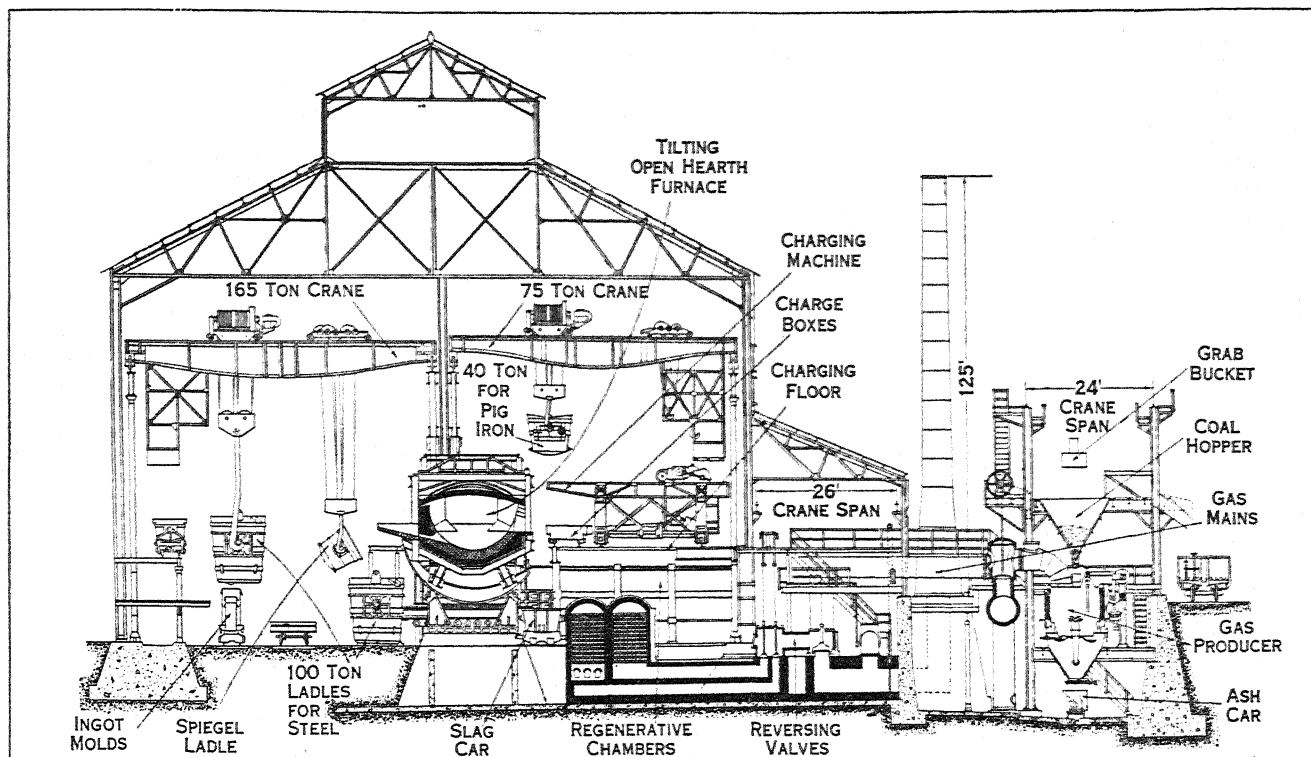 TILTING
OPEN HEARTH
FURNACE
CHARGING
MACHINE
165 TON CRANE
75 TON CRANE
CHARGE
BOXES
40 TON
FOR
PIG
IRON
CHARGING
FLOOR
125'
GRAB
BUCKET
24'
CRANE
SPAN
COAL
HOPPER
26'
CRANE SPAN
GAS
MAINS
GAS
PRODUCER
100 TON
LADLES
FOR
STEEL
INGOT
MOLDS
SPIEGEL
LADLE
SLAG
CAR
REGENERATIVE
CHAMBERS
REVERSING
VALVES
ASH
CAR